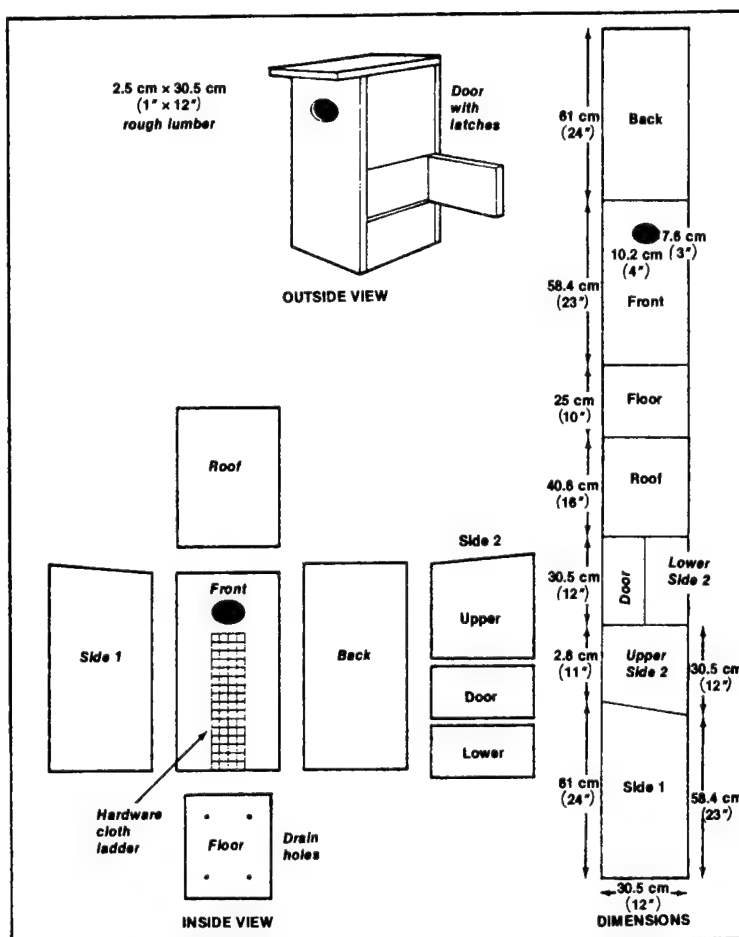 2.5 cm × 30.5 cm
(1" × 12")
rough lumber
Door
with
latches
OUTSIDE VIEW
Roof
Side 1
Front
Back
Side 2
Upper
Door
Lower
Hardware
cloth
ladder
Floor
Drain
holes
INSIDE VIEW
61 cm
(24")
Back
7.6 cm
(3")
10.2 cm
(4")
58.4 cm
(23")
Front
25 cm
(10")
Floor
40.6 cm
(16")
Roof
30.5 cm
(12")
Door
Lower
Side 2
2.8 cm
(11")
Upper
Side 2
30.5 cm
(12")
61 cm
(24")
Side 1
58.4 cm
(23")
30.5 cm
(12")
DIMENSIONS